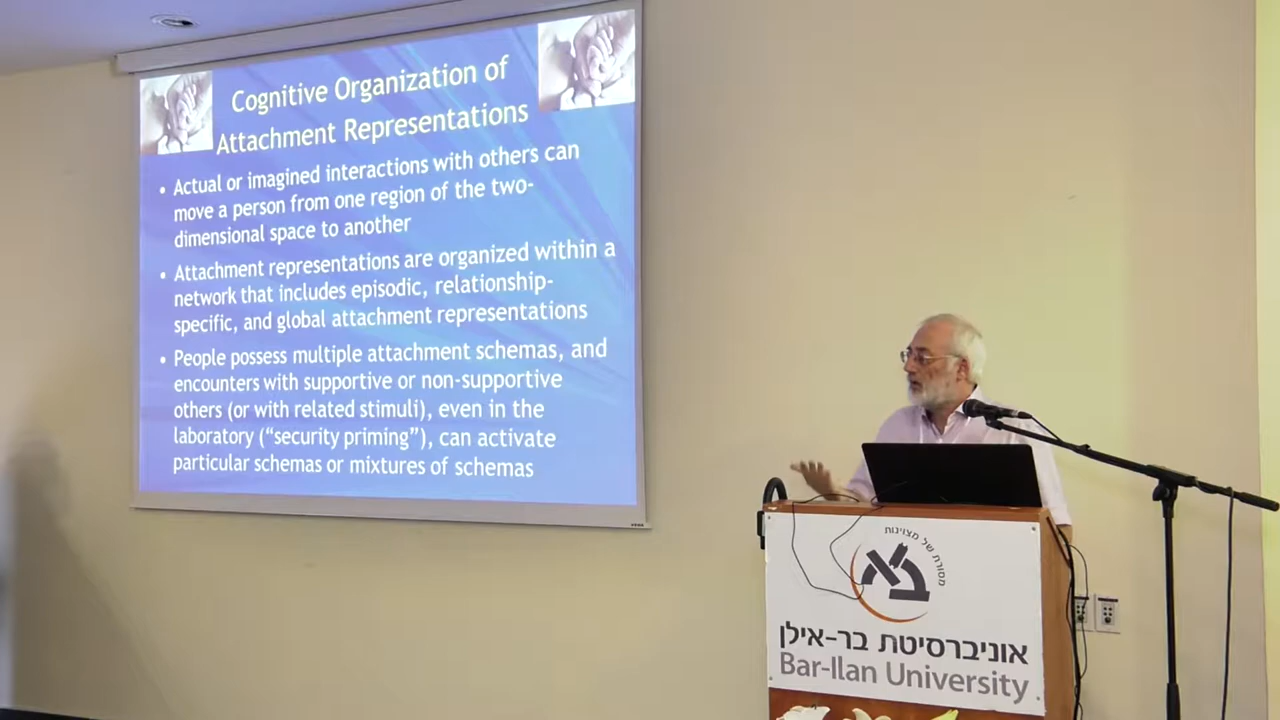 Cognitive Organization of
Attachment Representations
• Actual or imagined interactions with others can
move a person from one region of the two-
dimensional space to another
• Attachment representations are organized within a
network that includes episodic, relationship-
specific, and global attachment representations
• People possess multiple attachment schemas, and
encounters with supportive or non-supportive
others (or with related stimuli), even in the
laboratory (“security priming”), can activate
particular schemas or mixtures of schemas
מסורת של מצוינות
בא
אוניברסיטת בר-אילן
Bar-Ilan University